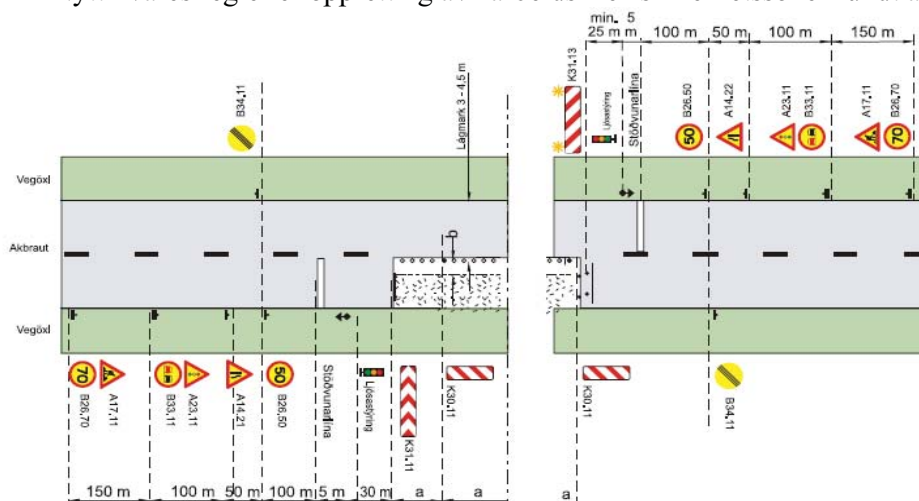 min. 5
25 m m 100 m 50 m 100 m 150 m
K31.13
Ljósastýring
Stöðvunarlína
50
B26.50
A14.22
A23.11
B33.11
A17.11
70
B26.70
B34.11
Lágmark 3 - 4,5 m
Vegöxl
Akbraut
b
Vegöxl
70
B26.70
A17.11
B33.11
A23.11
A14.21
50
B26.50
Stöðvunarlína
Ljósastýring
K31.11
K30.11
K30.11
B34.11
150 m 100 m 50 m 100 m 5 m 30 m a a a